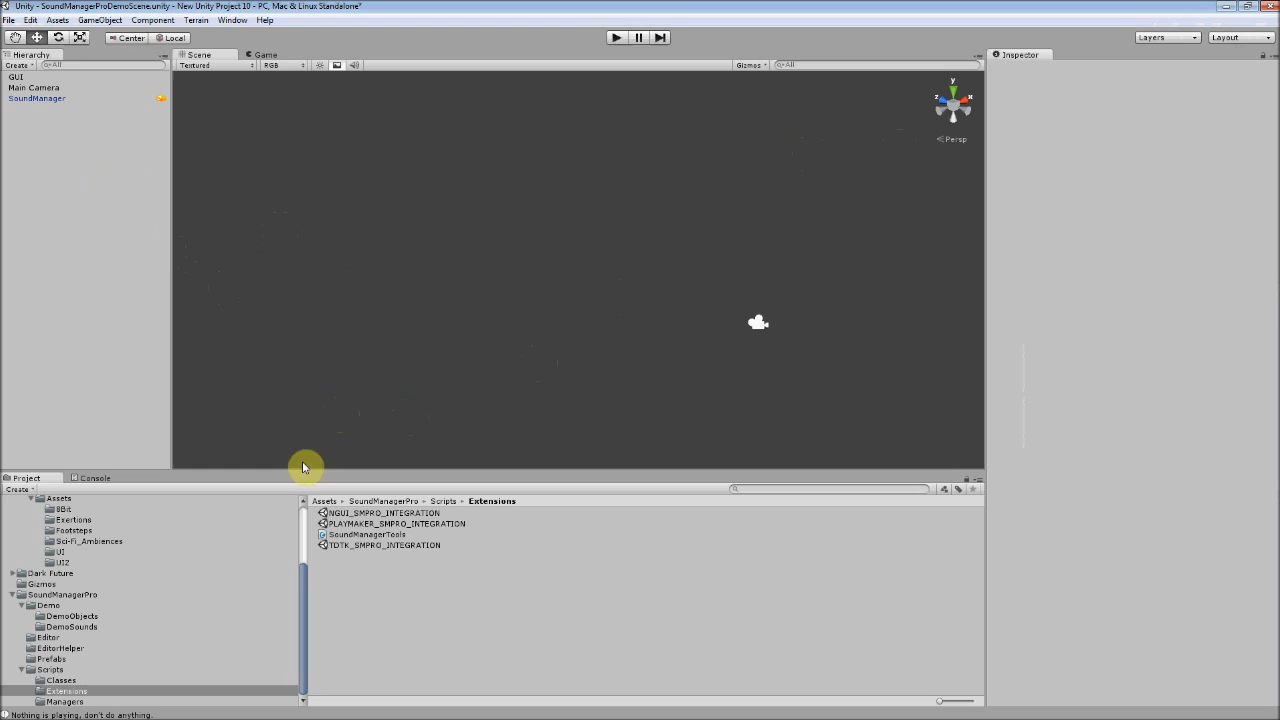 Unity - SoundManagerProDemoScene.unity - New Unity Project 10 - PC, Mac & Linux Standalone*
File Edit Assets GameObject Component Terrain Window Help
Center Local Layers Layout
Hierarchy Scene Game Inspector
Create All Textured RGB Gizmos All
GUI
Main Camera
SoundManager
y
z x
Persp
Project Console
Create
Assets
8Bit
Exertions
Footsteps
Sci-Fi_Ambiences
UI
UI2
Dark Future
Gizmos
SoundManagerPro
Demo
DemoObjects
DemoSounds
Editor
EditorHelper
Prefabs
Scripts
Classes
Extensions
Managers
Assets SoundManagerPro Scripts Extensions
NGUI_SMPRO_INTEGRATION
PLAYMAKER_SMPRO_INTEGRATION
SoundManagerTools
TDTK_SMPRO_INTEGRATION
Nothing is playing, don't do anything.